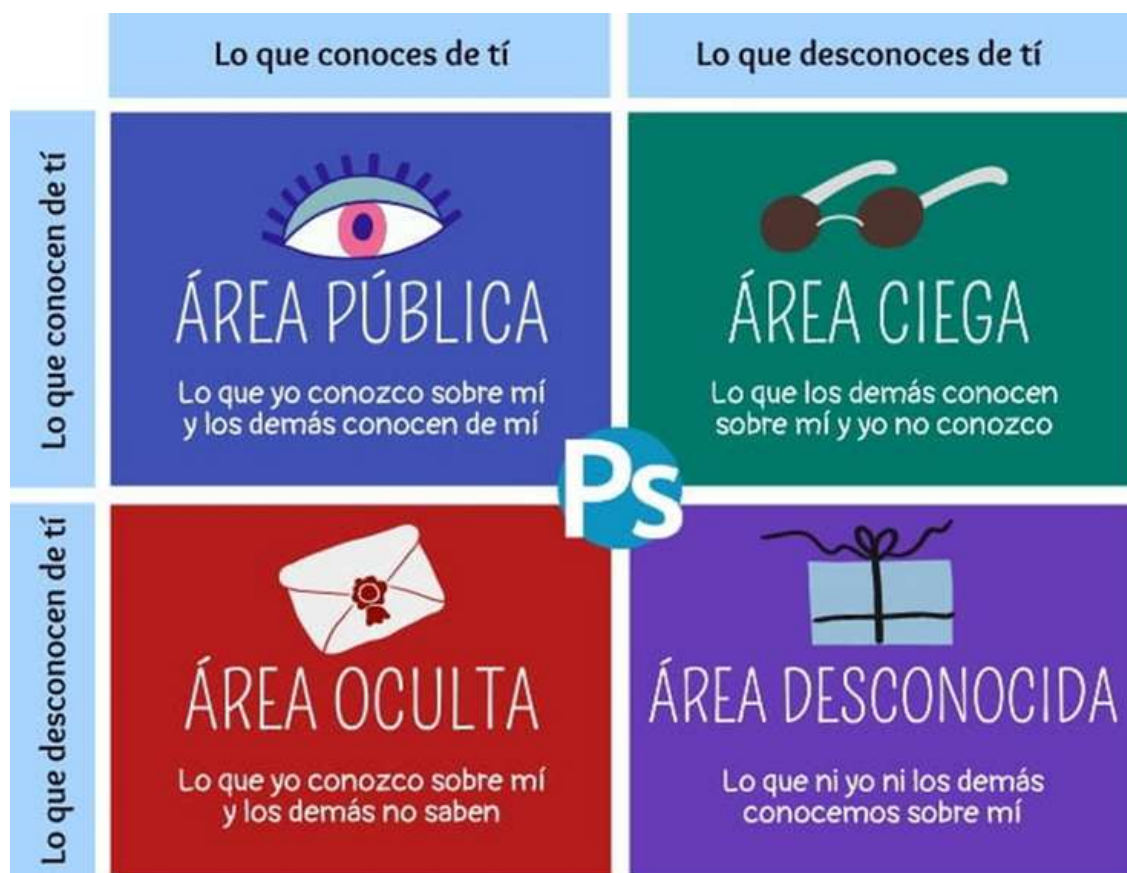 Lo que conoces de tí
Lo que desconoces de tí
Lo que conocen de tí
ÁREA PÚBLICA
Lo que yo conozco sobre mí
y los demás conocen de mí
ÁREA CIEGA
Lo que los demás conocen
sobre mí y yo no conozco
Ps
Lo que desconocen de tí
ÁREA OCULTA
Lo que yo conozco sobre mí
y los demás no saben
ÁREA DESCONOCIDA
Lo que ni yo ni los demás
conocemos sobre mí